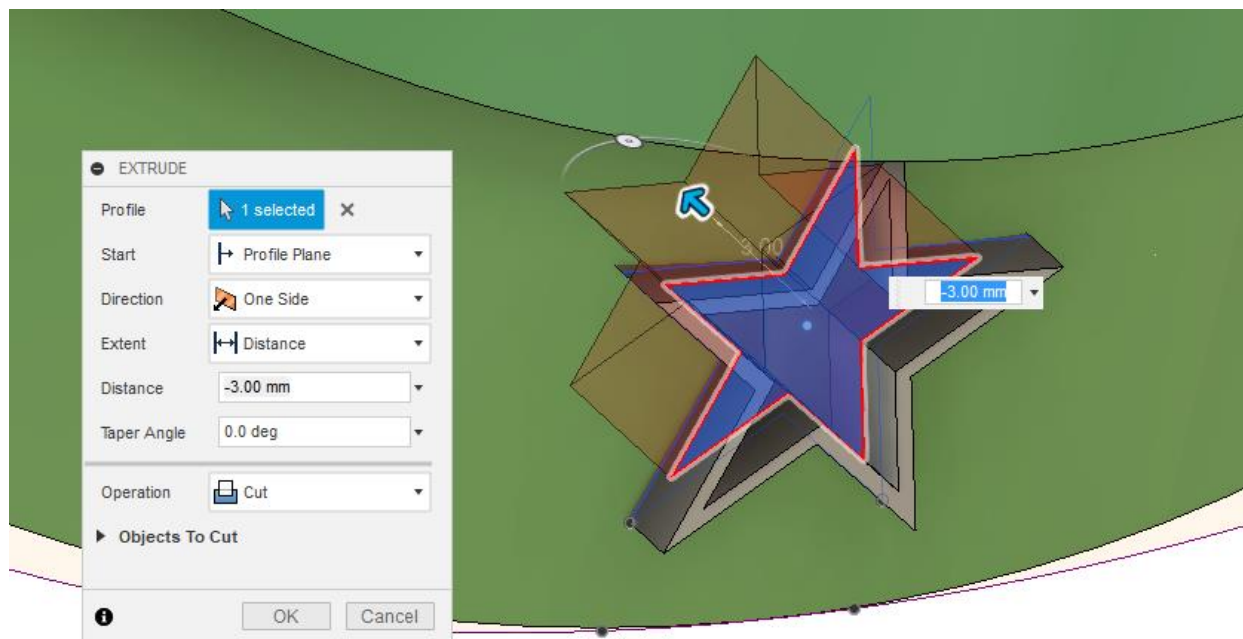 EXTRUDE
Profile 1 selected
Start Profile Plane
Direction One Side
Extent Distance
Distance -3.00 mm
Taper Angle 0.0 deg
Operation Cut
Objects To Cut
OK Cancel
-3.00 mm